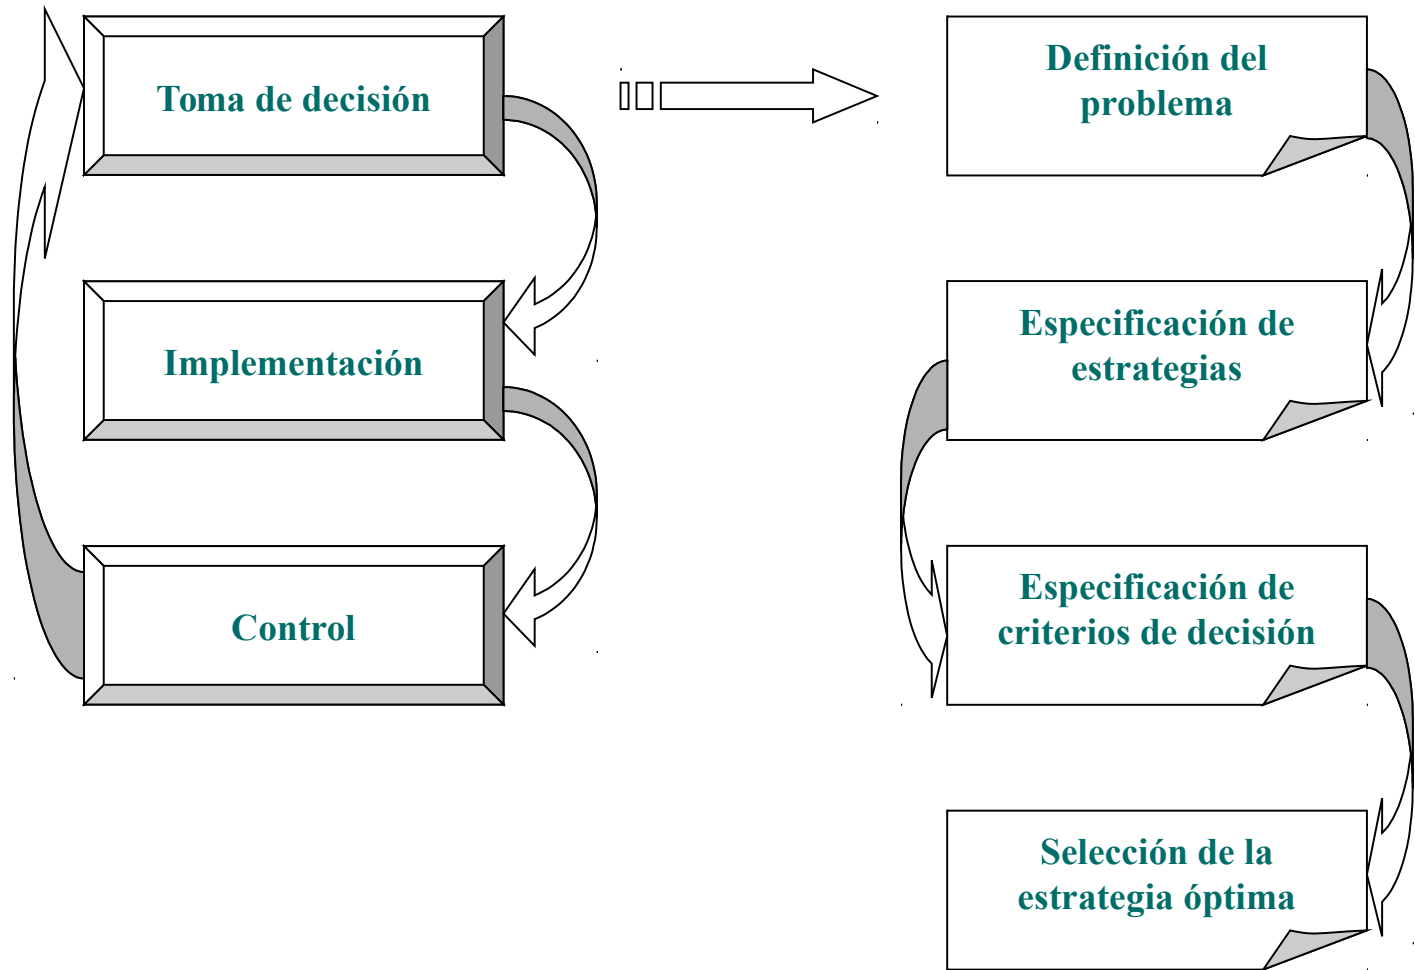 Toma de decisión
Implementación
Control
Definición del
problema
Especificación de
estrategias
Especificación de
criterios de decisión
Selección de la
estrategia óptima